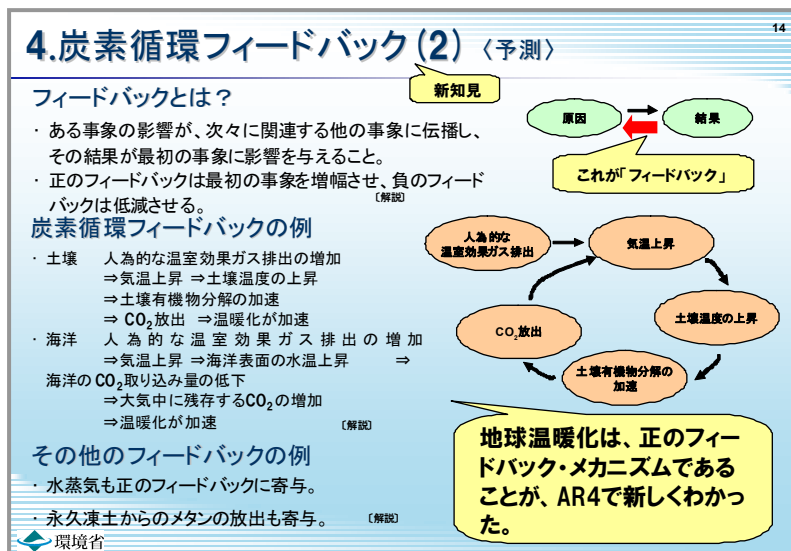 14
4.炭素循環フィードバック(2)〈予測〉
新知見
フィードバックとは？
・ ある事象の影響が、次々に関連する他の事象に伝播し、
その結果が最初の事象に影響を与えること。
・ 正のフィードバックは最初の事象を増幅させ、負のフィード
バックは低減させる。
〔解説〕
原因
結果
これが「フィードバック」
炭素循環フィードバックの例
・ 土壌 人為的な温室効果ガス排出の増加
⇒気温上昇 ⇒土壌温度の上昇
⇒土壌有機物分解の加速
⇒ CO2放出 ⇒温暖化が加速
・ 海洋 人為的な温室効果ガス排出の増加
⇒気温上昇 ⇒海洋表面の水温上昇 ⇒
海洋のCO2取り込み量の低下
⇒大気中に残存するCO2の増加
⇒温暖化が加速 〔解説〕
人為的な
温室効果ガス排出
気温上昇
土壌温度の上昇
土壌有機物分解の
加速
CO2放出
その他のフィードバックの例
・ 水蒸気も正のフィードバックに寄与。
・ 永久凍土からのメタンの放出も寄与。 〔解説〕
地球温暖化は、正のフィー
ドバック・メカニズムである
ことが、AR4で新しくわかっ
た。
環境省